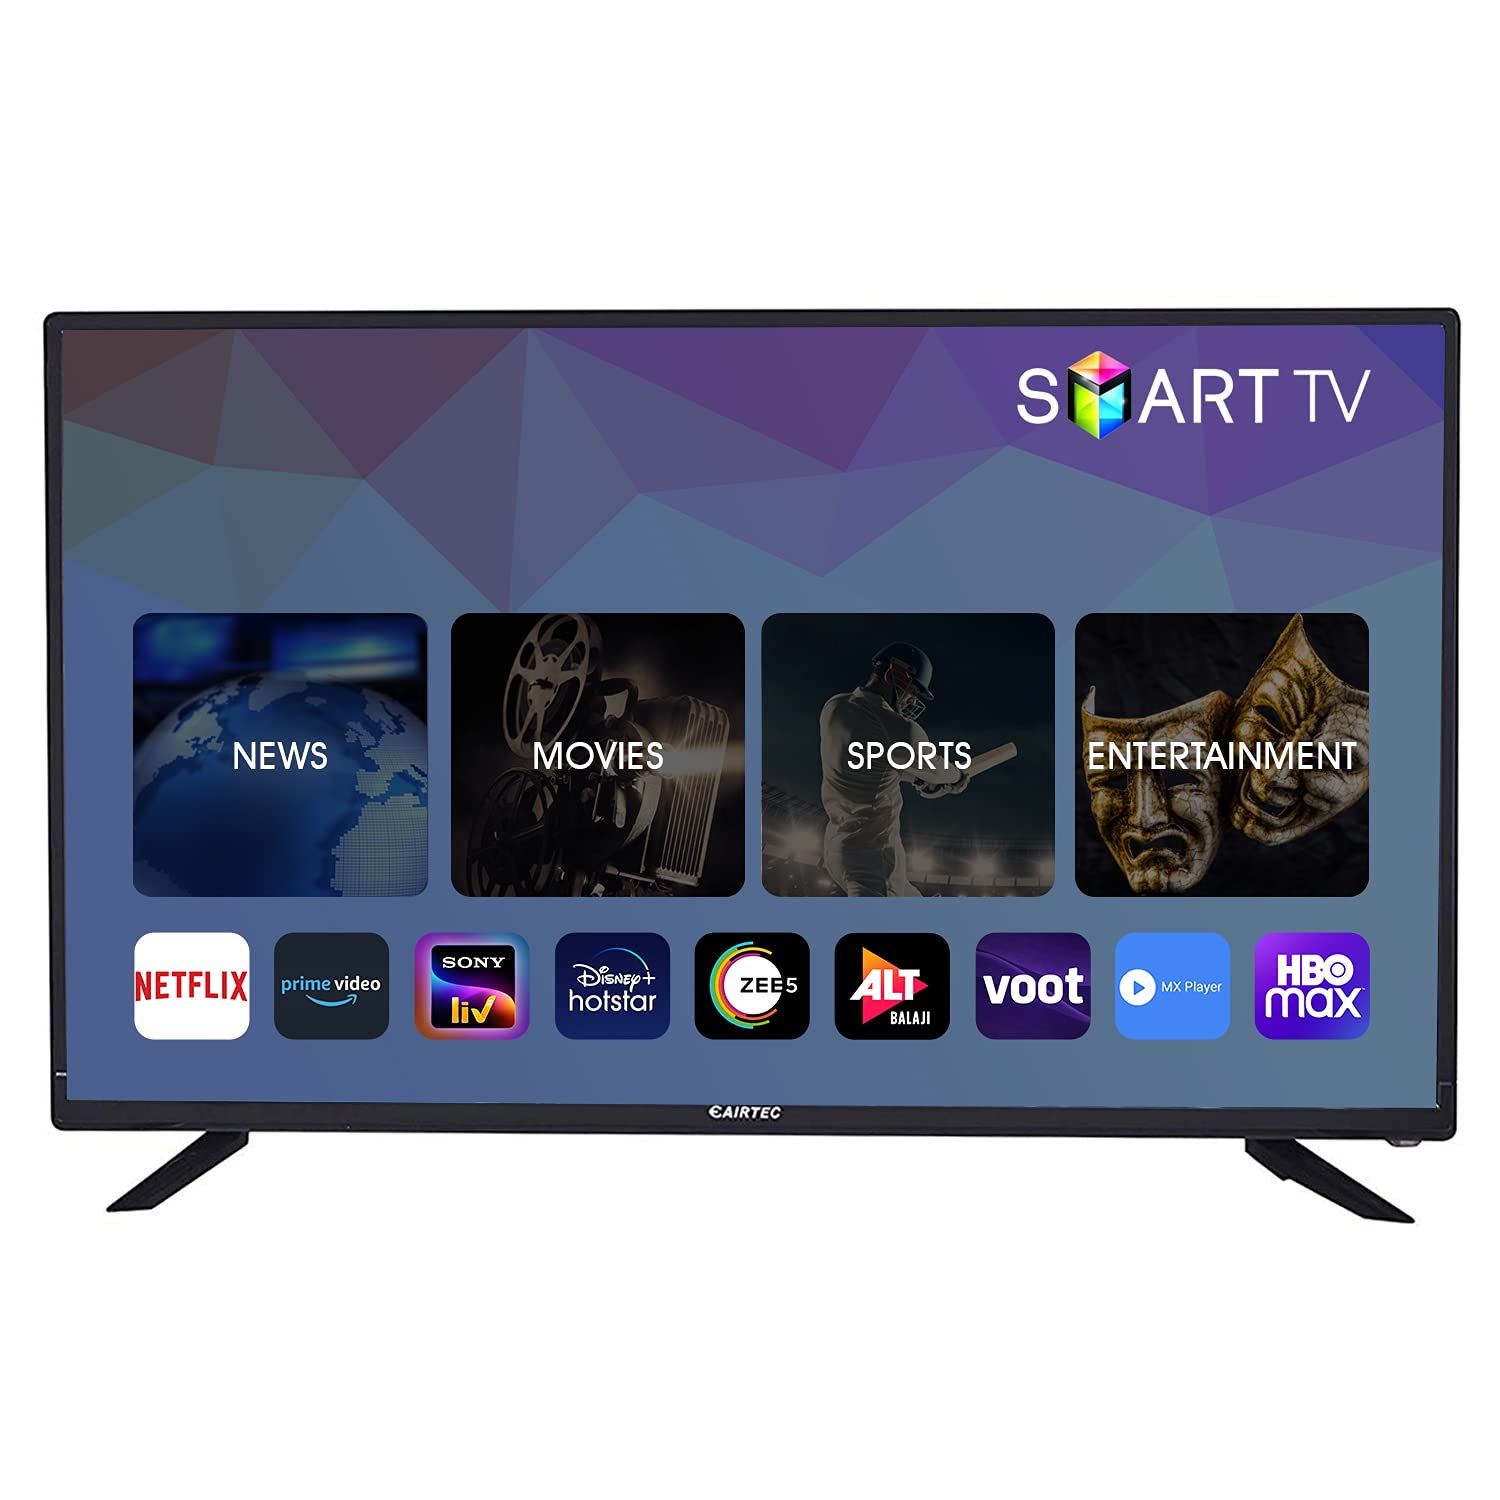 SMART TV
NEWS
MOVIES
SPORTS
ENTERTAINMENT
NETFLIX
prime video
SONY
liv
Disney+
hotstar
ZEE5
ALT
BALAJI
voot
MX Player
HBO
max
CAIRTEC